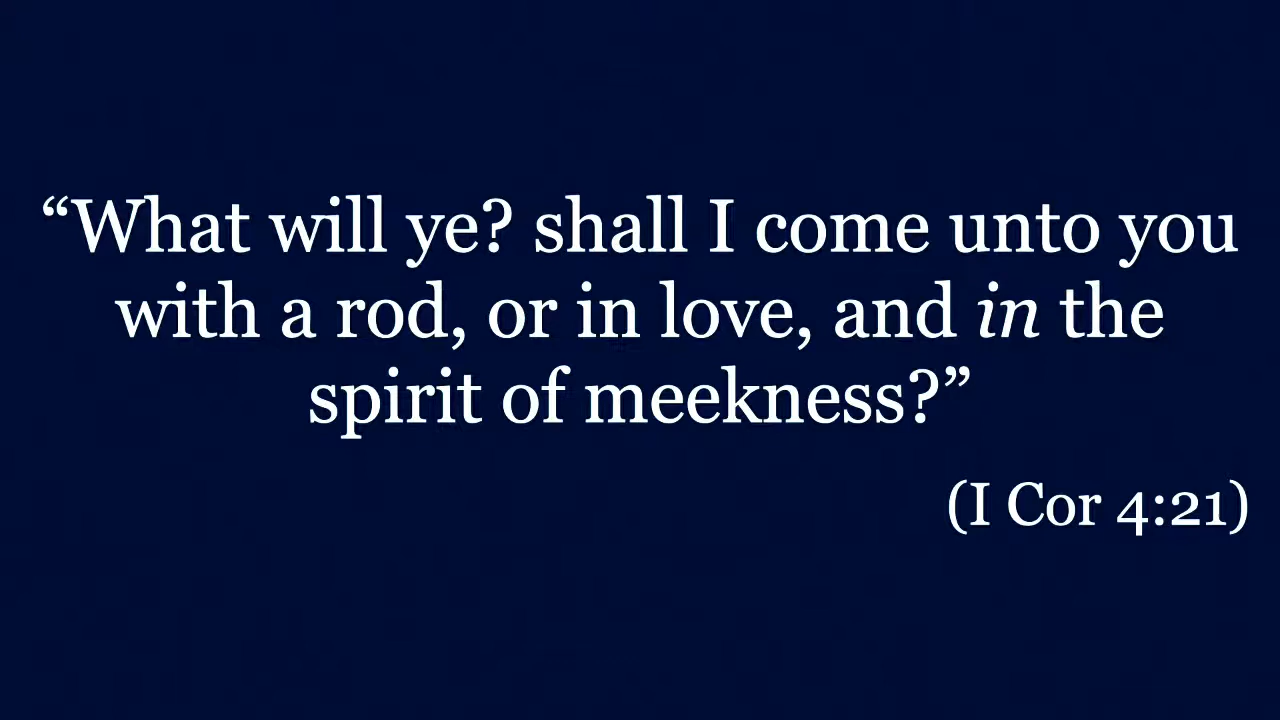 “What will ye? shall I come unto you
with a rod, or in love, and in the
spirit of meekness?”
(I Cor 4:21)